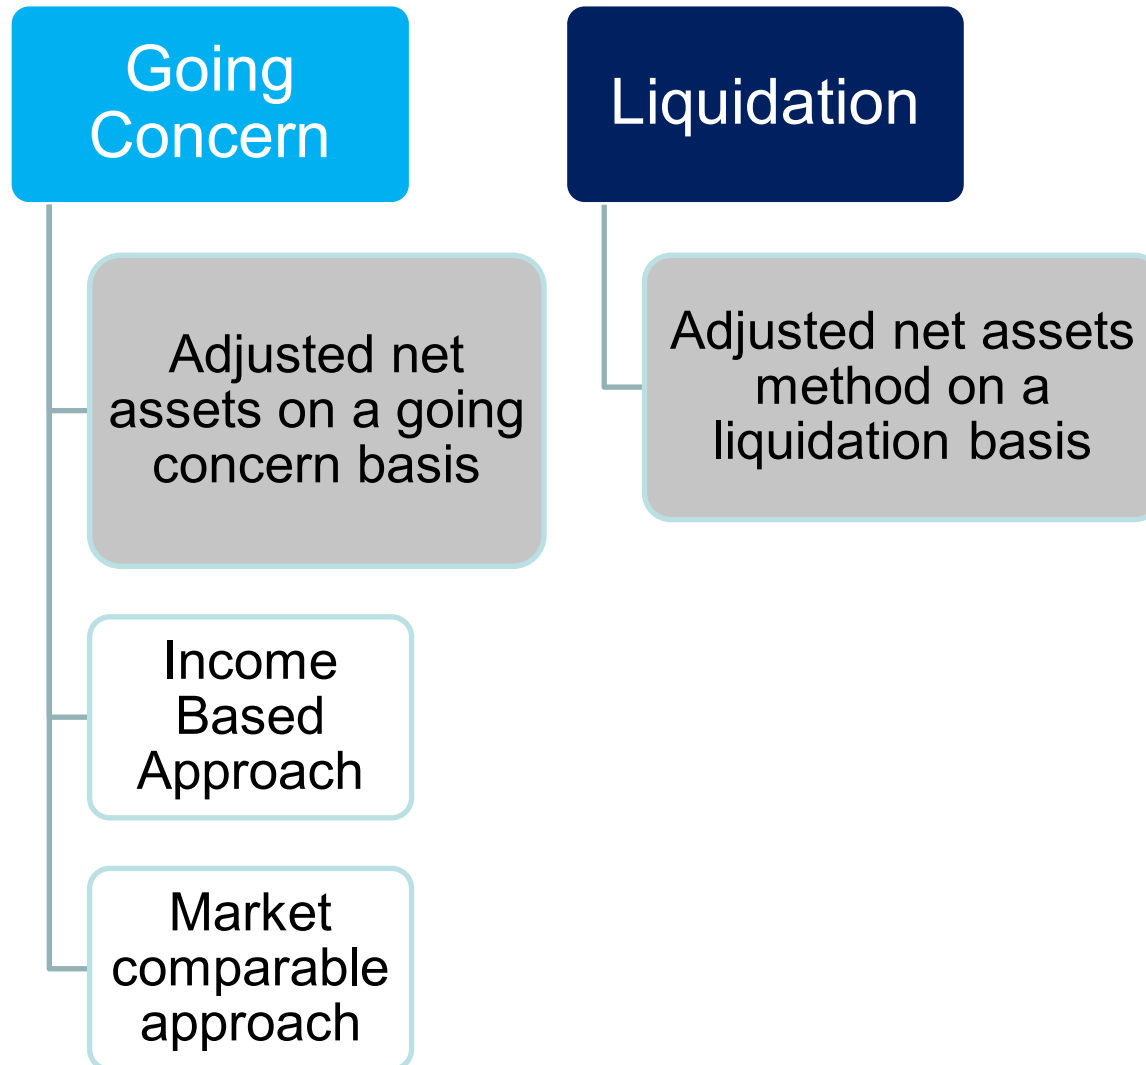 Going
Concern
Adjusted net
assets on a going
concern basis
Income
Based
Approach
Market
comparable
approach
Liquidation
Adjusted net assets
method on a
liquidation basis